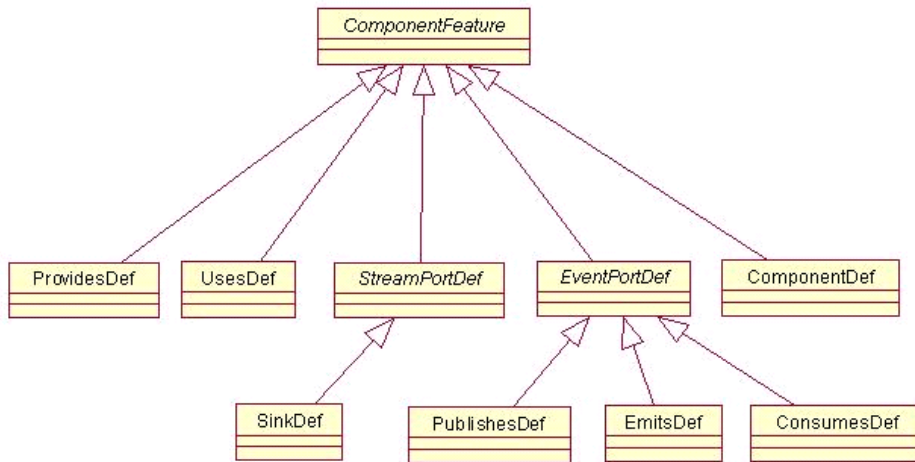 ComponentFeature
ProvidesDef
UsesDef
StreamPortDef
EventPortDef
ComponentDef
SinkDef
PublishesDef
EmitsDef
ConsumesDef